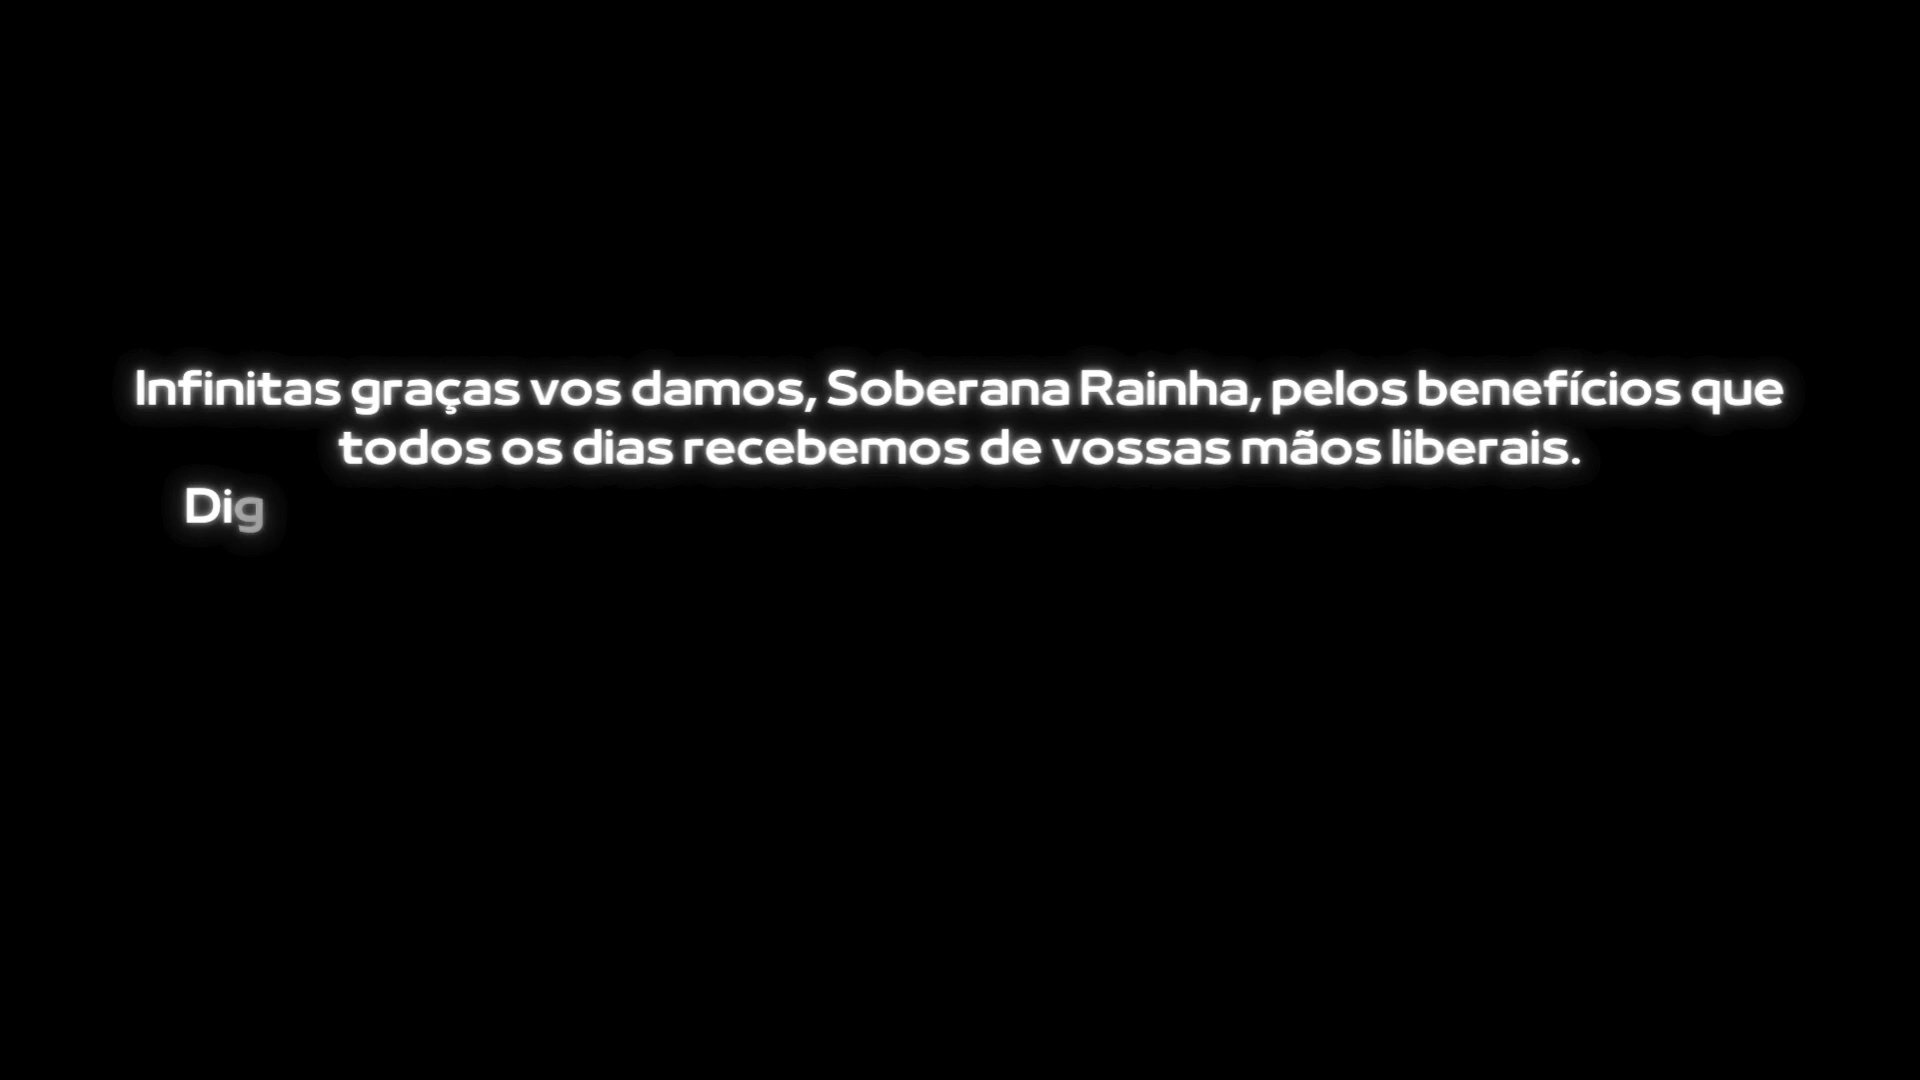 Infinitas graças vos damos, Soberana Rainha, pelos benefícios que
todos os dias recebemos de vossas mãos liberais.
Dig